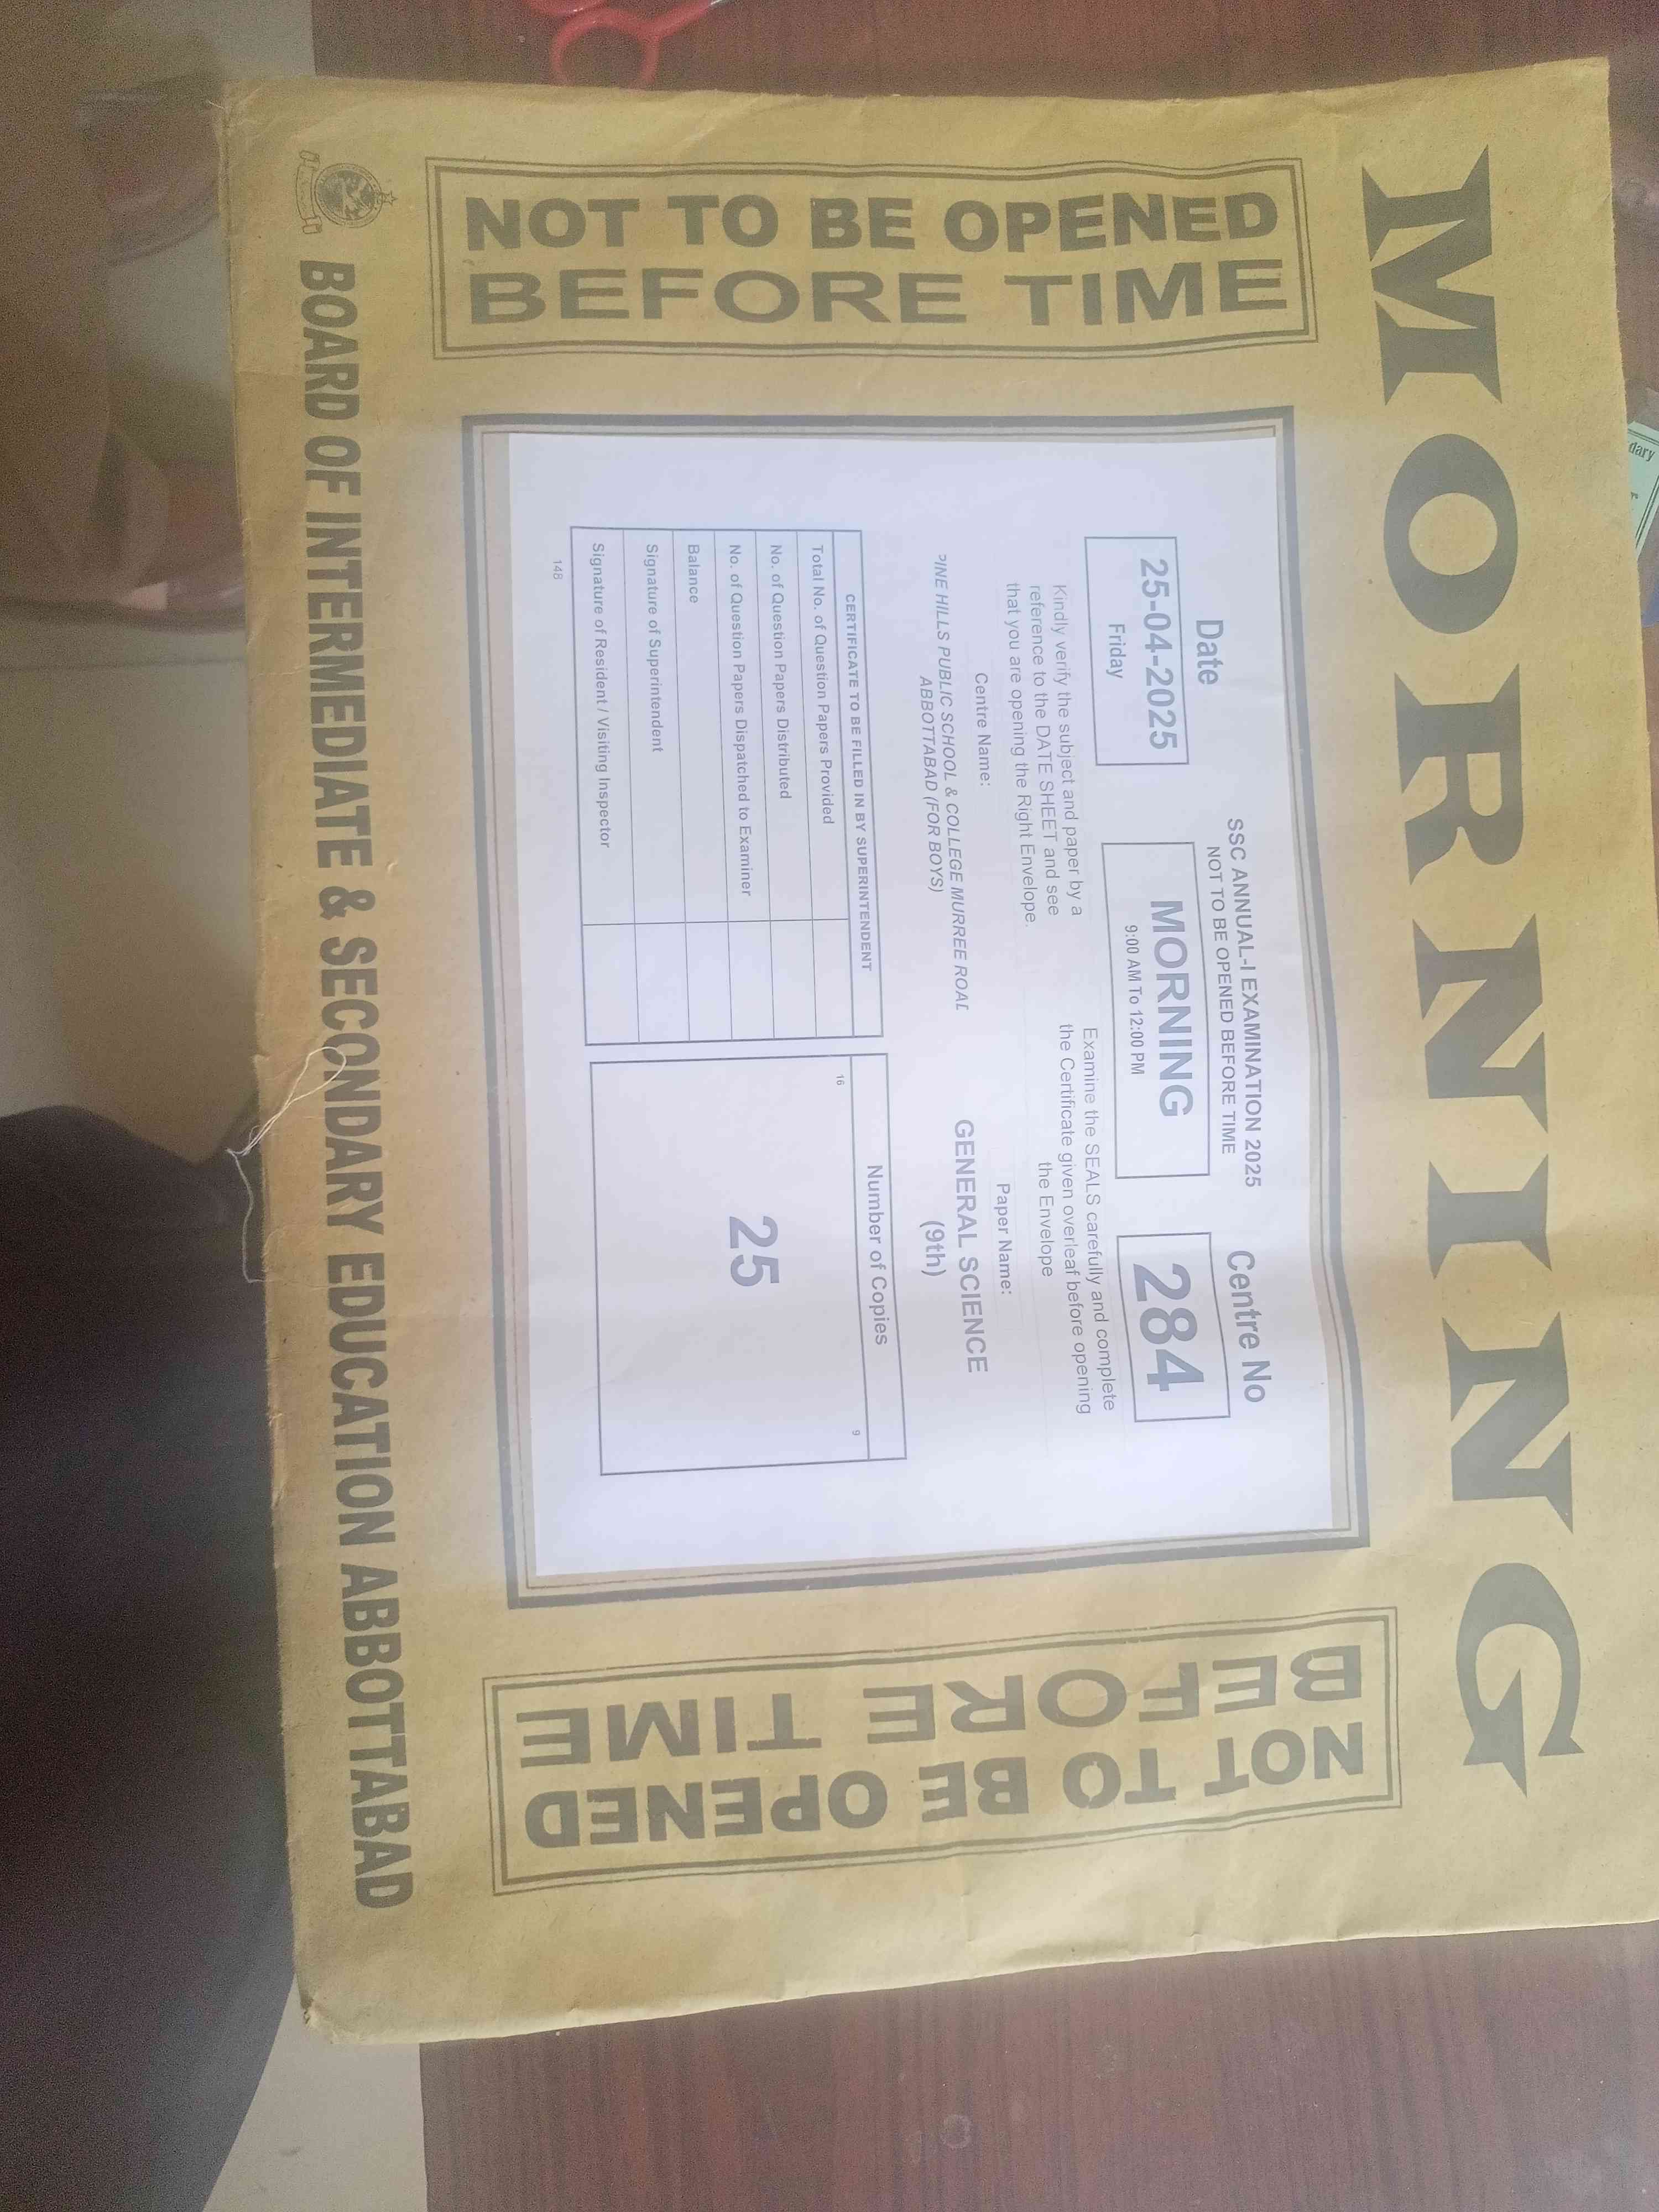 MORNING
NOT TO BE OPENED
BEFORE TIME
SSC ANNUAL-I EXAMINATION 2025
NOT TO BE OPENED BEFORE TIME
Date
25-04-2025
Friday
MORNING
9:00 AM To 12:00 PM
Centre No
284
Kindly verify the subject and paper by a
reference to the DATE SHEET and see
that you are opening the Right Envelope.
Examine the SEALS carefully and complete
the Certificate given overleaf before opening
the Envelope
Centre Name:
PINE HILLS PUBLIC SCHOOL & COLLEGE MURREE ROAD
ABBOTTABAD (FOR BOYS)
Paper Name:
GENERAL SCIENCE
(9th)
CERTIFICATE TO BE FILLED IN BY SUPERINTENDENT
Total No. of Question Papers Provided
No. of Question Papers Distributed
No. of Question Papers Dispatched to Examiner
Balance
Signature of Superintendent
Signature of Resident / Visiting Inspector
148
Number of Copies
16
9
25
NOT TO BE OPENED
BEFORE TIME
BOARD OF INTERMEDIATE & SECONDARY EDUCATION ABBOTTABAD
dary